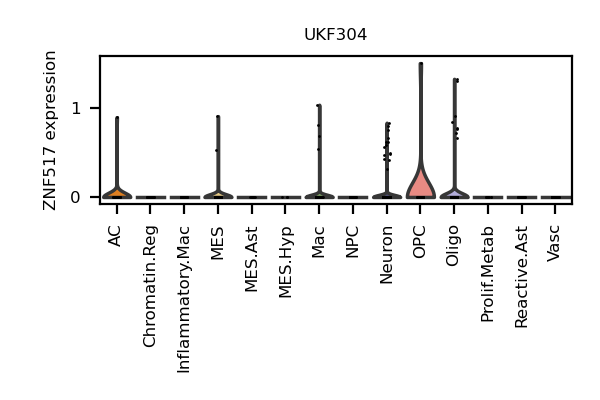 UKF304
ZNF517 expression
1
0
AC
Chromatin.Reg
Inflammatory.Mac
MES
MES.Ast
MES.Hyp
Mac
NPC
Neuron
OPC
Oligo
Prolif.Metab
Reactive.Ast
Vasc